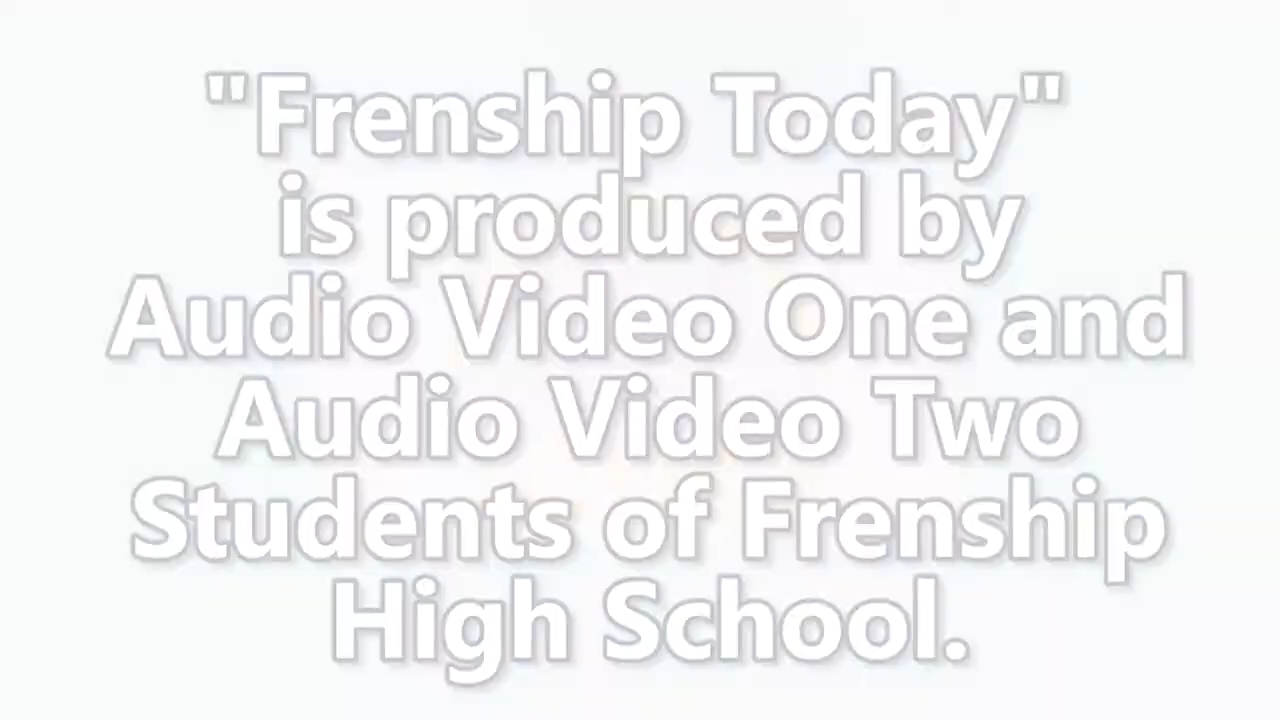 "Frenship Today"
is produced by
Audio Video One and
Audio Video Two
Students of Frenship
High School.